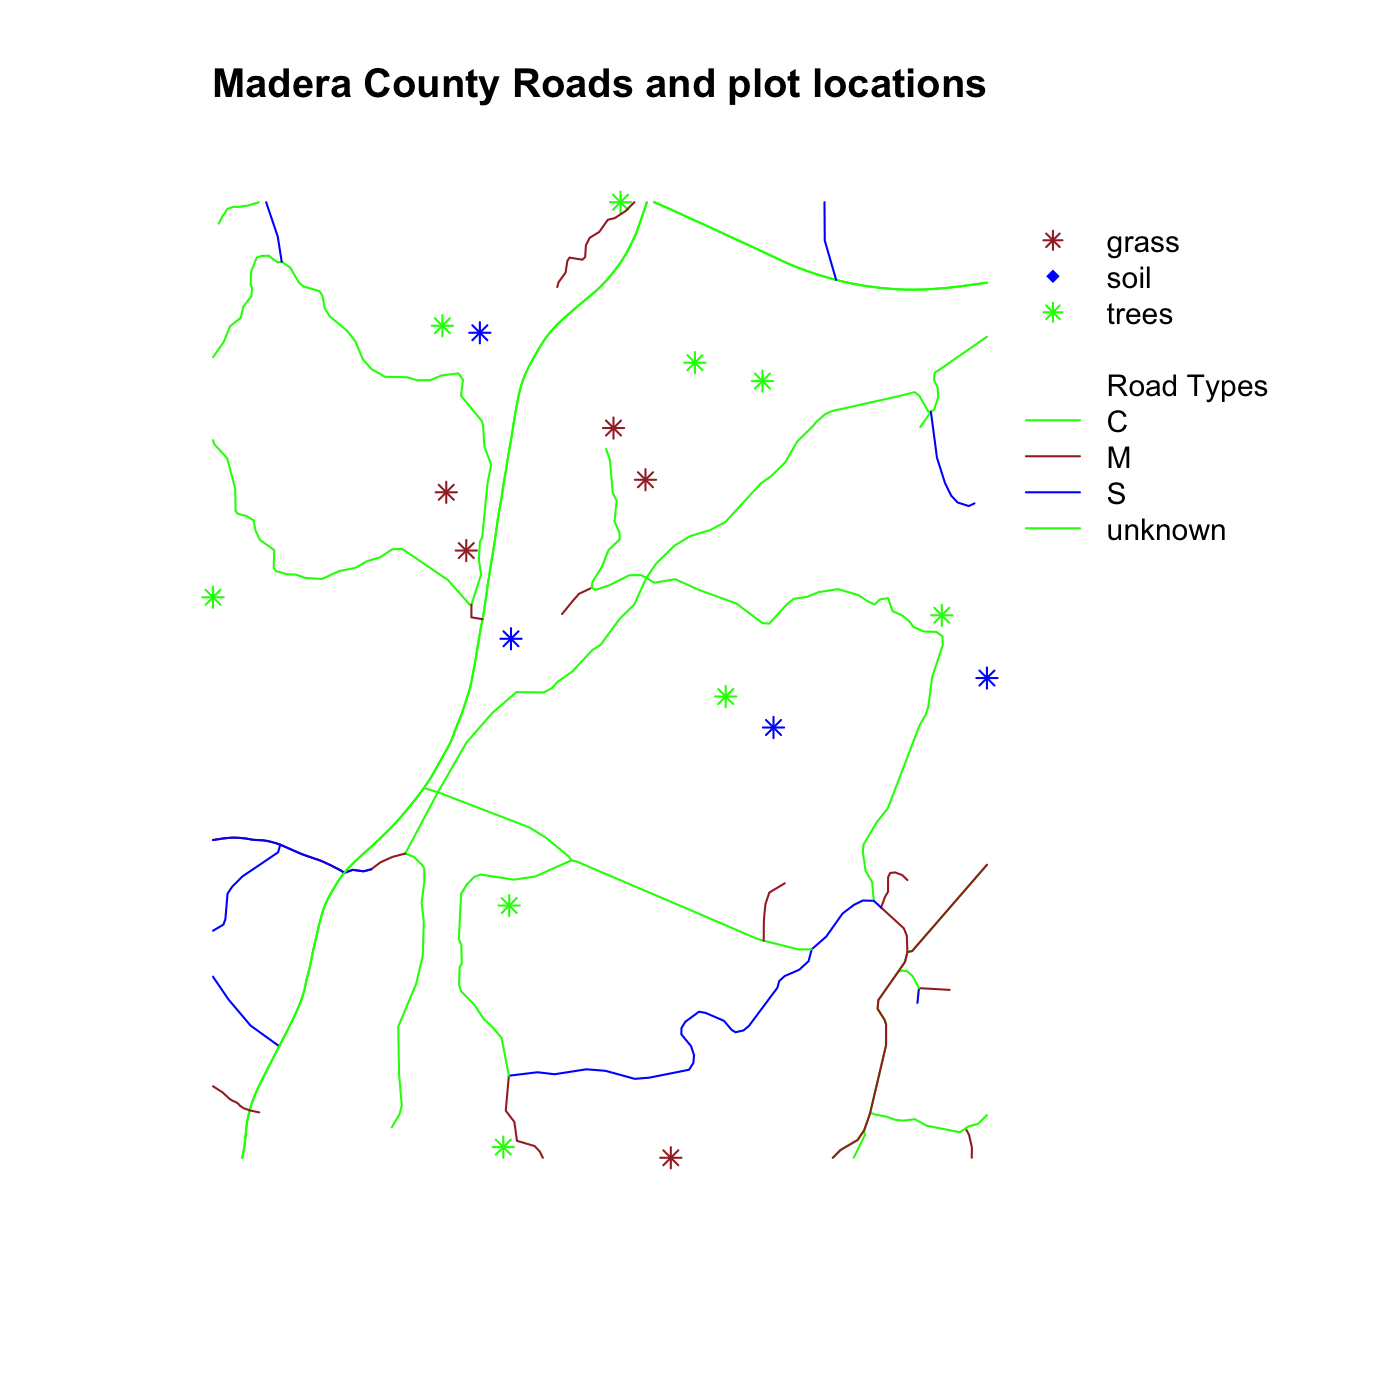 Madera County Roads and plot locations
grass
soil
trees
Road Types
C
M
S
unknown